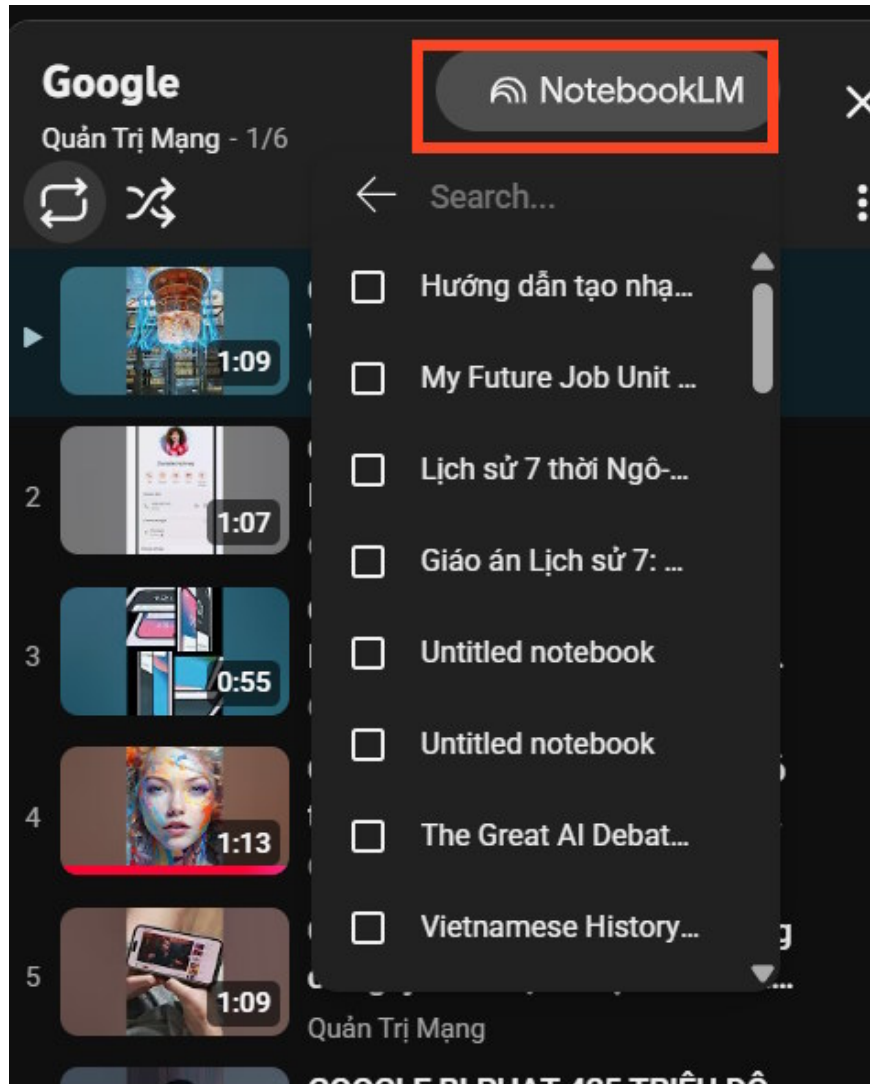 Google
NotebookLM
Quản Trị Mạng - 1/6
Search...
1:09
Hướng dẫn tạo nhạ...
My Future Job Unit ...
2
1:07
Lịch sử 7 thời Ngô-...
Giáo án Lịch sử 7: ...
3
0:55
Untitled notebook
Untitled notebook
4
1:13
The Great AI Debat...
5
1:09
Vietnamese History...
Quản Trị Mạng